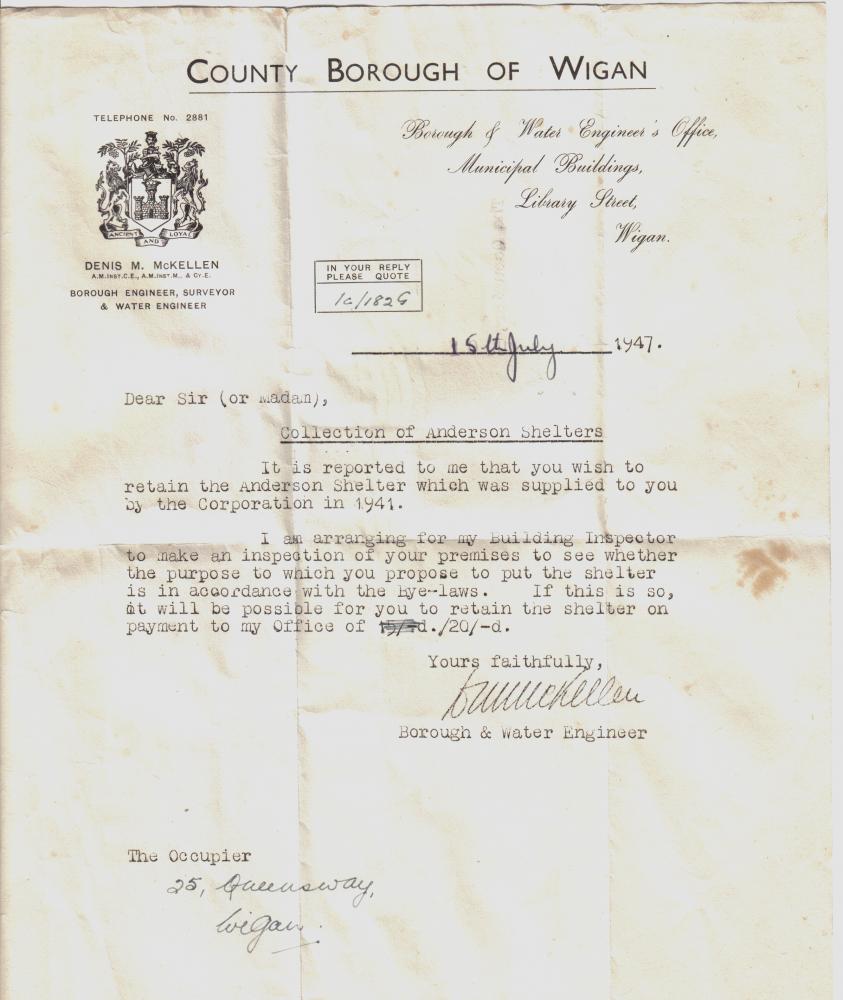 COUNTY BOROUGH OF WIGAN
TELEPHONE No. 2881
ANCIENT AND LOYAL
DENIS M. McKELLEN
A.M.INST.C.E., A.M.INST.M. & CY.E.
BOROUGH ENGINEER, SURVEYOR
& WATER ENGINEER
Borough & Water Engineer's Office,
Municipal Buildings,
Library Street,
Wigan.
IN YOUR REPLY
PLEASE QUOTE
15th July 1947.
Dear Sir (or Madam),
Collection of Anderson Shelters
It is reported to me that you wish to
retain the Anderson Shelter which was supplied to you
by the Corporation in 1941.
I am arranging for my Building Inspector
to make an inspection of your premises to see whether
the purpose to which you propose to put the shelter
is in accordance with the Bye-laws. If this is so,
it will be possible for you to retain the shelter on
payment to my Office of 15/-d./20/-d.
Yours faithfully,
DMMcKellen
Borough & Water Engineer
The Occupier
25, Queensway,
Wigan.